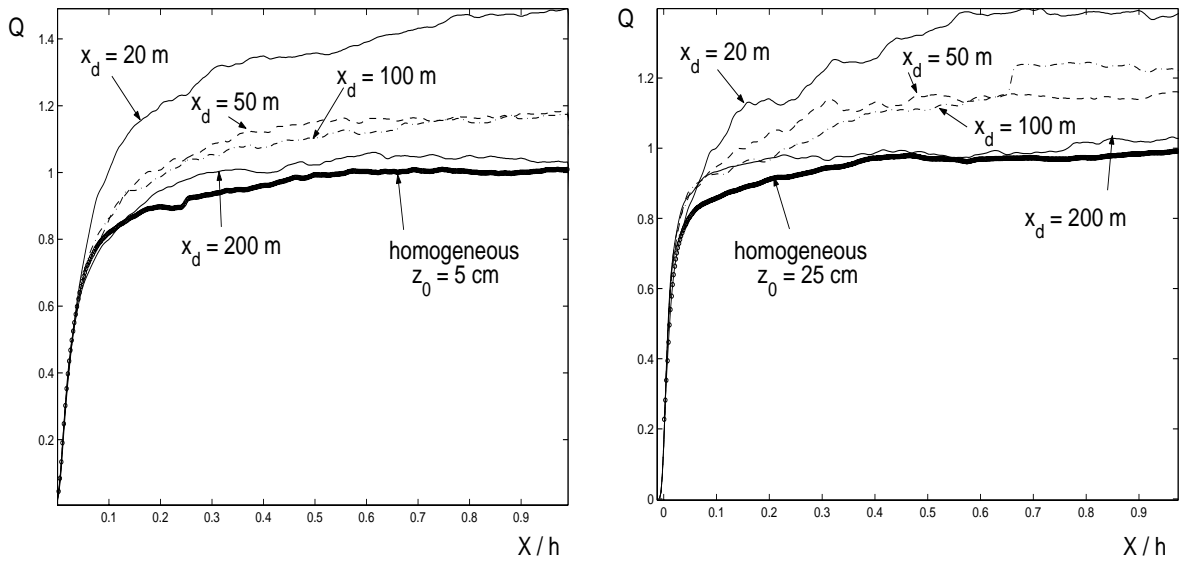 Q
1.4
1.2
1
0.8
0.6
0.4
0.2
x_d = 20 m
x_d = 50 m
x_d = 100 m
x_d = 200 m
homogeneous
z_0 = 5 cm
0.1 0.2 0.3 0.4 0.5 0.6 0.7 0.8 0.9
X / h
Q
1.2
1
0.8
0.6
0.4
0.2
0
x_d = 20 m
x_d = 50 m
x_d = 100 m
x_d = 200 m
homogeneous
z_0 = 25 cm
0 0.1 0.2 0.3 0.4 0.5 0.6 0.7 0.8 0.9
X / h